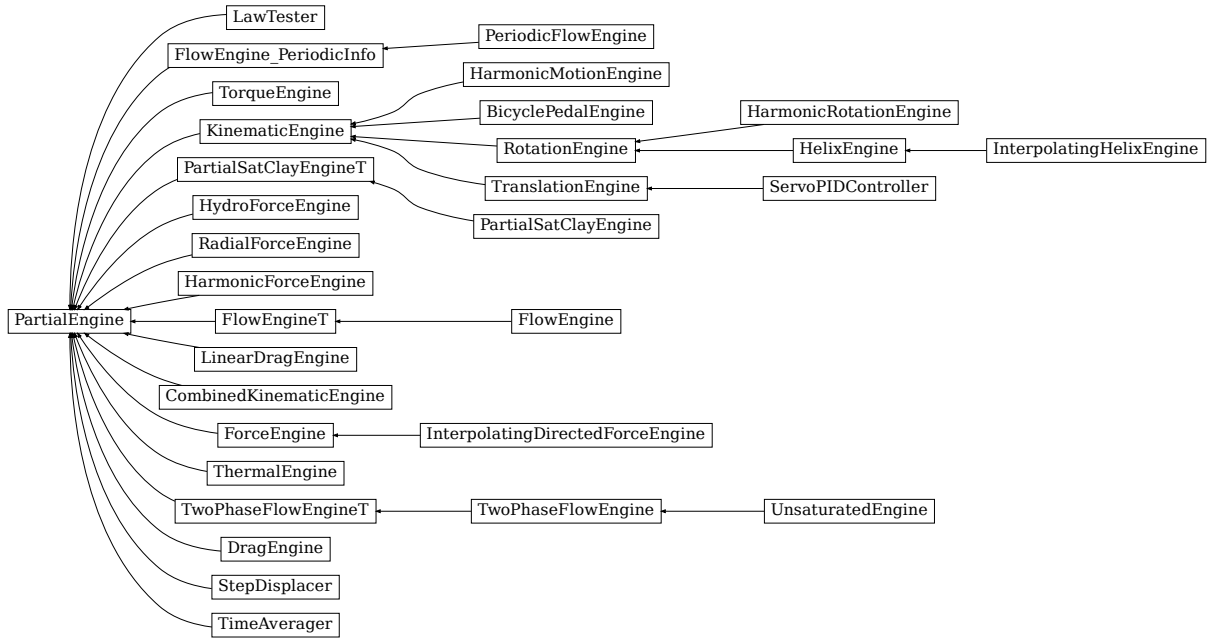 LawTester
PeriodicFlowEngine
FlowEngine_PeriodicInfo
HarmonicMotionEngine
TorqueEngine
BicyclePedalEngine
HarmonicRotationEngine
KinematicEngine
RotationEngine
HelixEngine
InterpolatingHelixEngine
PartialSatClayEngineT
TranslationEngine
ServoPIDController
HydroForceEngine
PartialSatClayEngine
RadialForceEngine
HarmonicForceEngine
PartialEngine
FlowEngineT
FlowEngine
LinearDragEngine
CombinedKinematicEngine
ForceEngine
InterpolatingDirectedForceEngine
ThermalEngine
TwoPhaseFlowEngineT
TwoPhaseFlowEngine
UnsaturatedEngine
DragEngine
StepDisplacer
TimeAverager